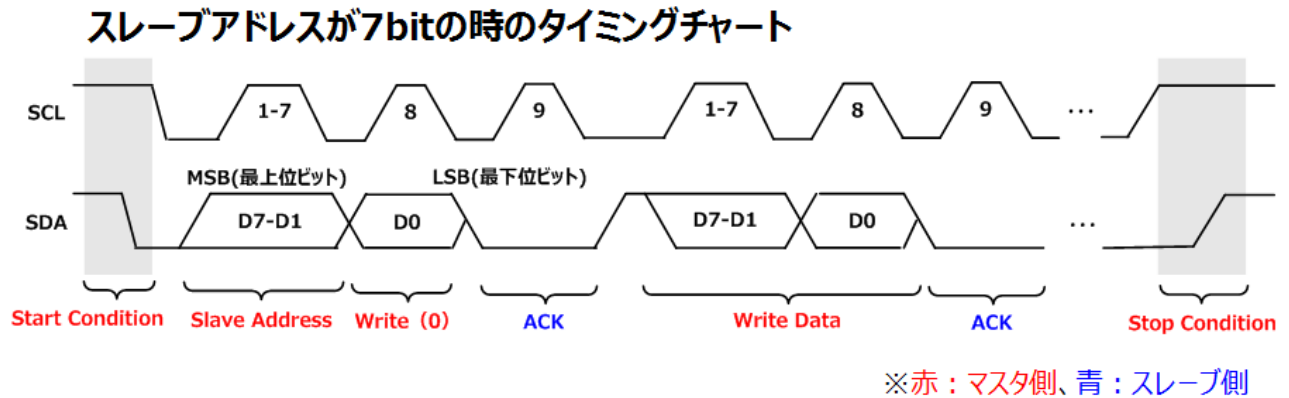 スレーブアドレスが7bitの時のタイミングチャート
SCL 1-7 8 9 1-7 8 9 ...
MSB(最上位ビット) LSB(最下位ビット)
SDA D7-D1 D0 D7-D1 D0 ...
Start Condition Slave Address Write（0） ACK Write Data ACK Stop Condition
※赤：マスタ側、青：スレーブ側